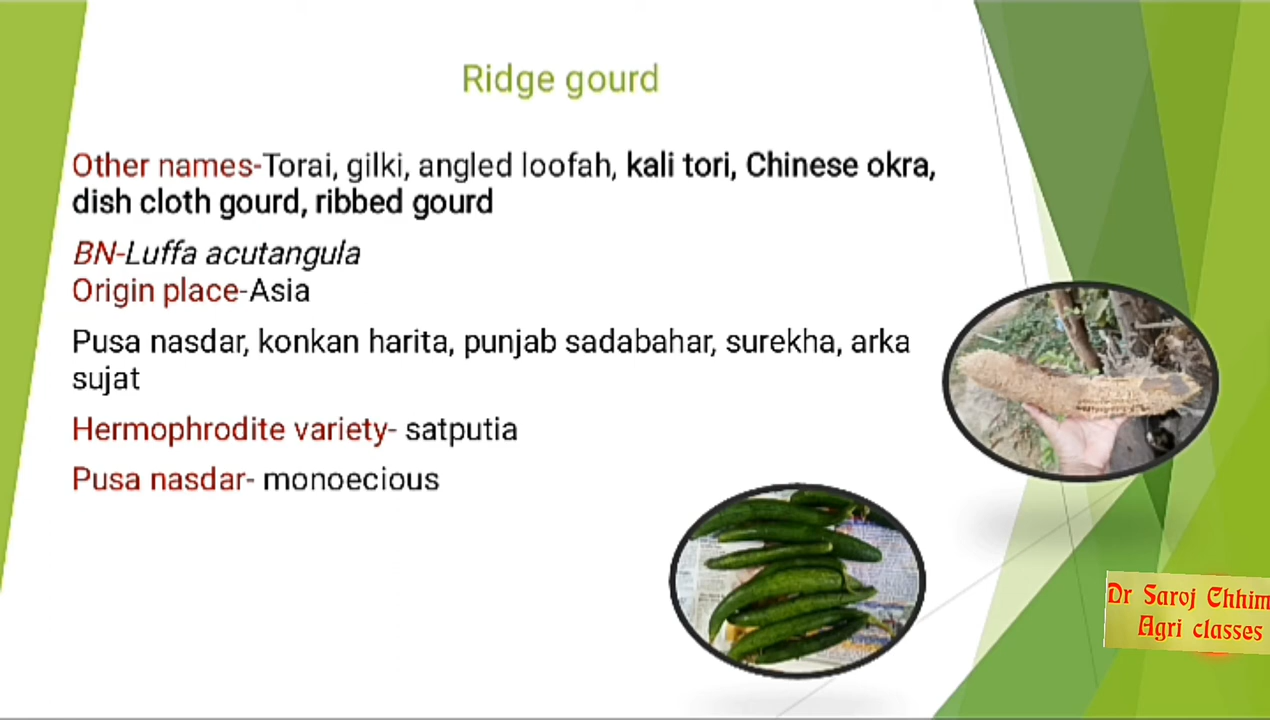 Ridge gourd
Other names-Torai, gilki, angled loofah, kali tori, Chinese okra,
dish cloth gourd, ribbed gourd
BN-Luffa acutangula
Origin place-Asia
Pusa nasdar, konkan harita, punjab sadabahar, surekha, arka
sujat
Hermophrodite variety- satputia
Pusa nasdar- monoecious
Dr Saroj Chhim
Agri classes